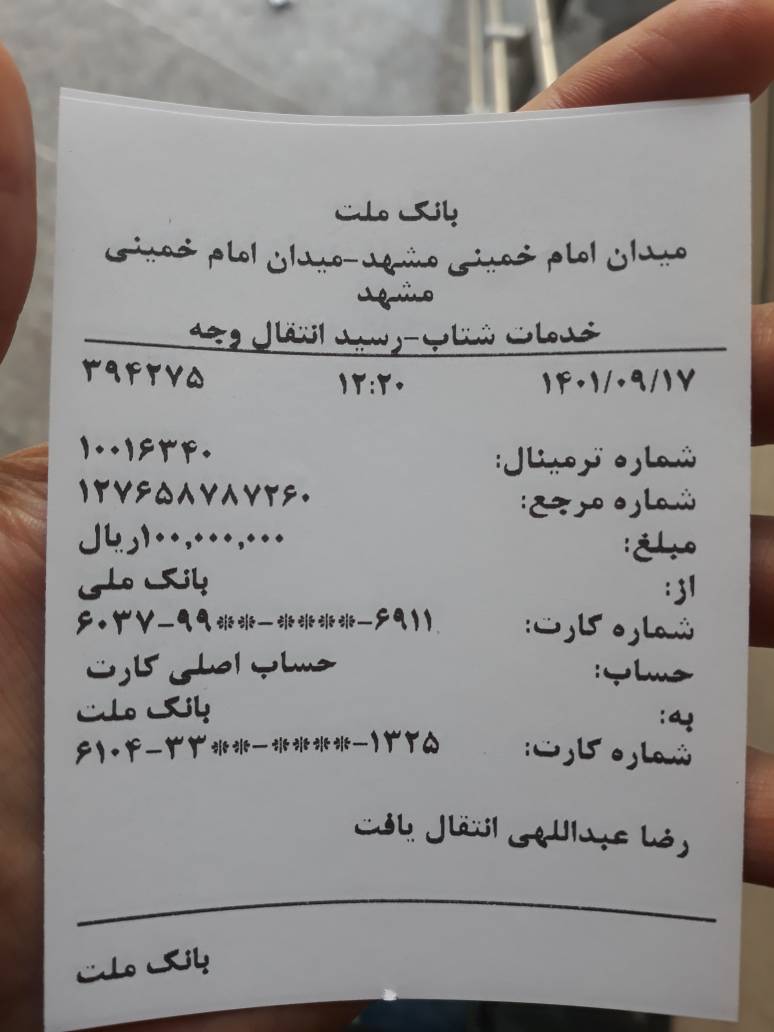 بانک ملت
میدان امام خمینی مشهد-میدان امام خمینی
مشهد
خدمات شتاب-رسید انتقال وجه
۱۴۰۱/۰۹/۱۷ ۱۲:۲۰ ۳۹۴۲۷۵
شماره ترمینال: ۱۰۰۱۶۳۴۰
شماره مرجع: ۱۲۷۶۵۸۷۸۷۲۶۰
مبلغ: ۱۰۰,۰۰۰,۰۰۰ریال
از: بانک ملی
شماره کارت: ۶۰۳۷-۹۹**-****-۶۹۱۱
حساب: حساب اصلی کارت
به: بانک ملت
شماره کارت: ۶۱۰۴-۳۳**-****-۱۳۲۵
رضا عبداللهی انتقال یافت
بانک ملت